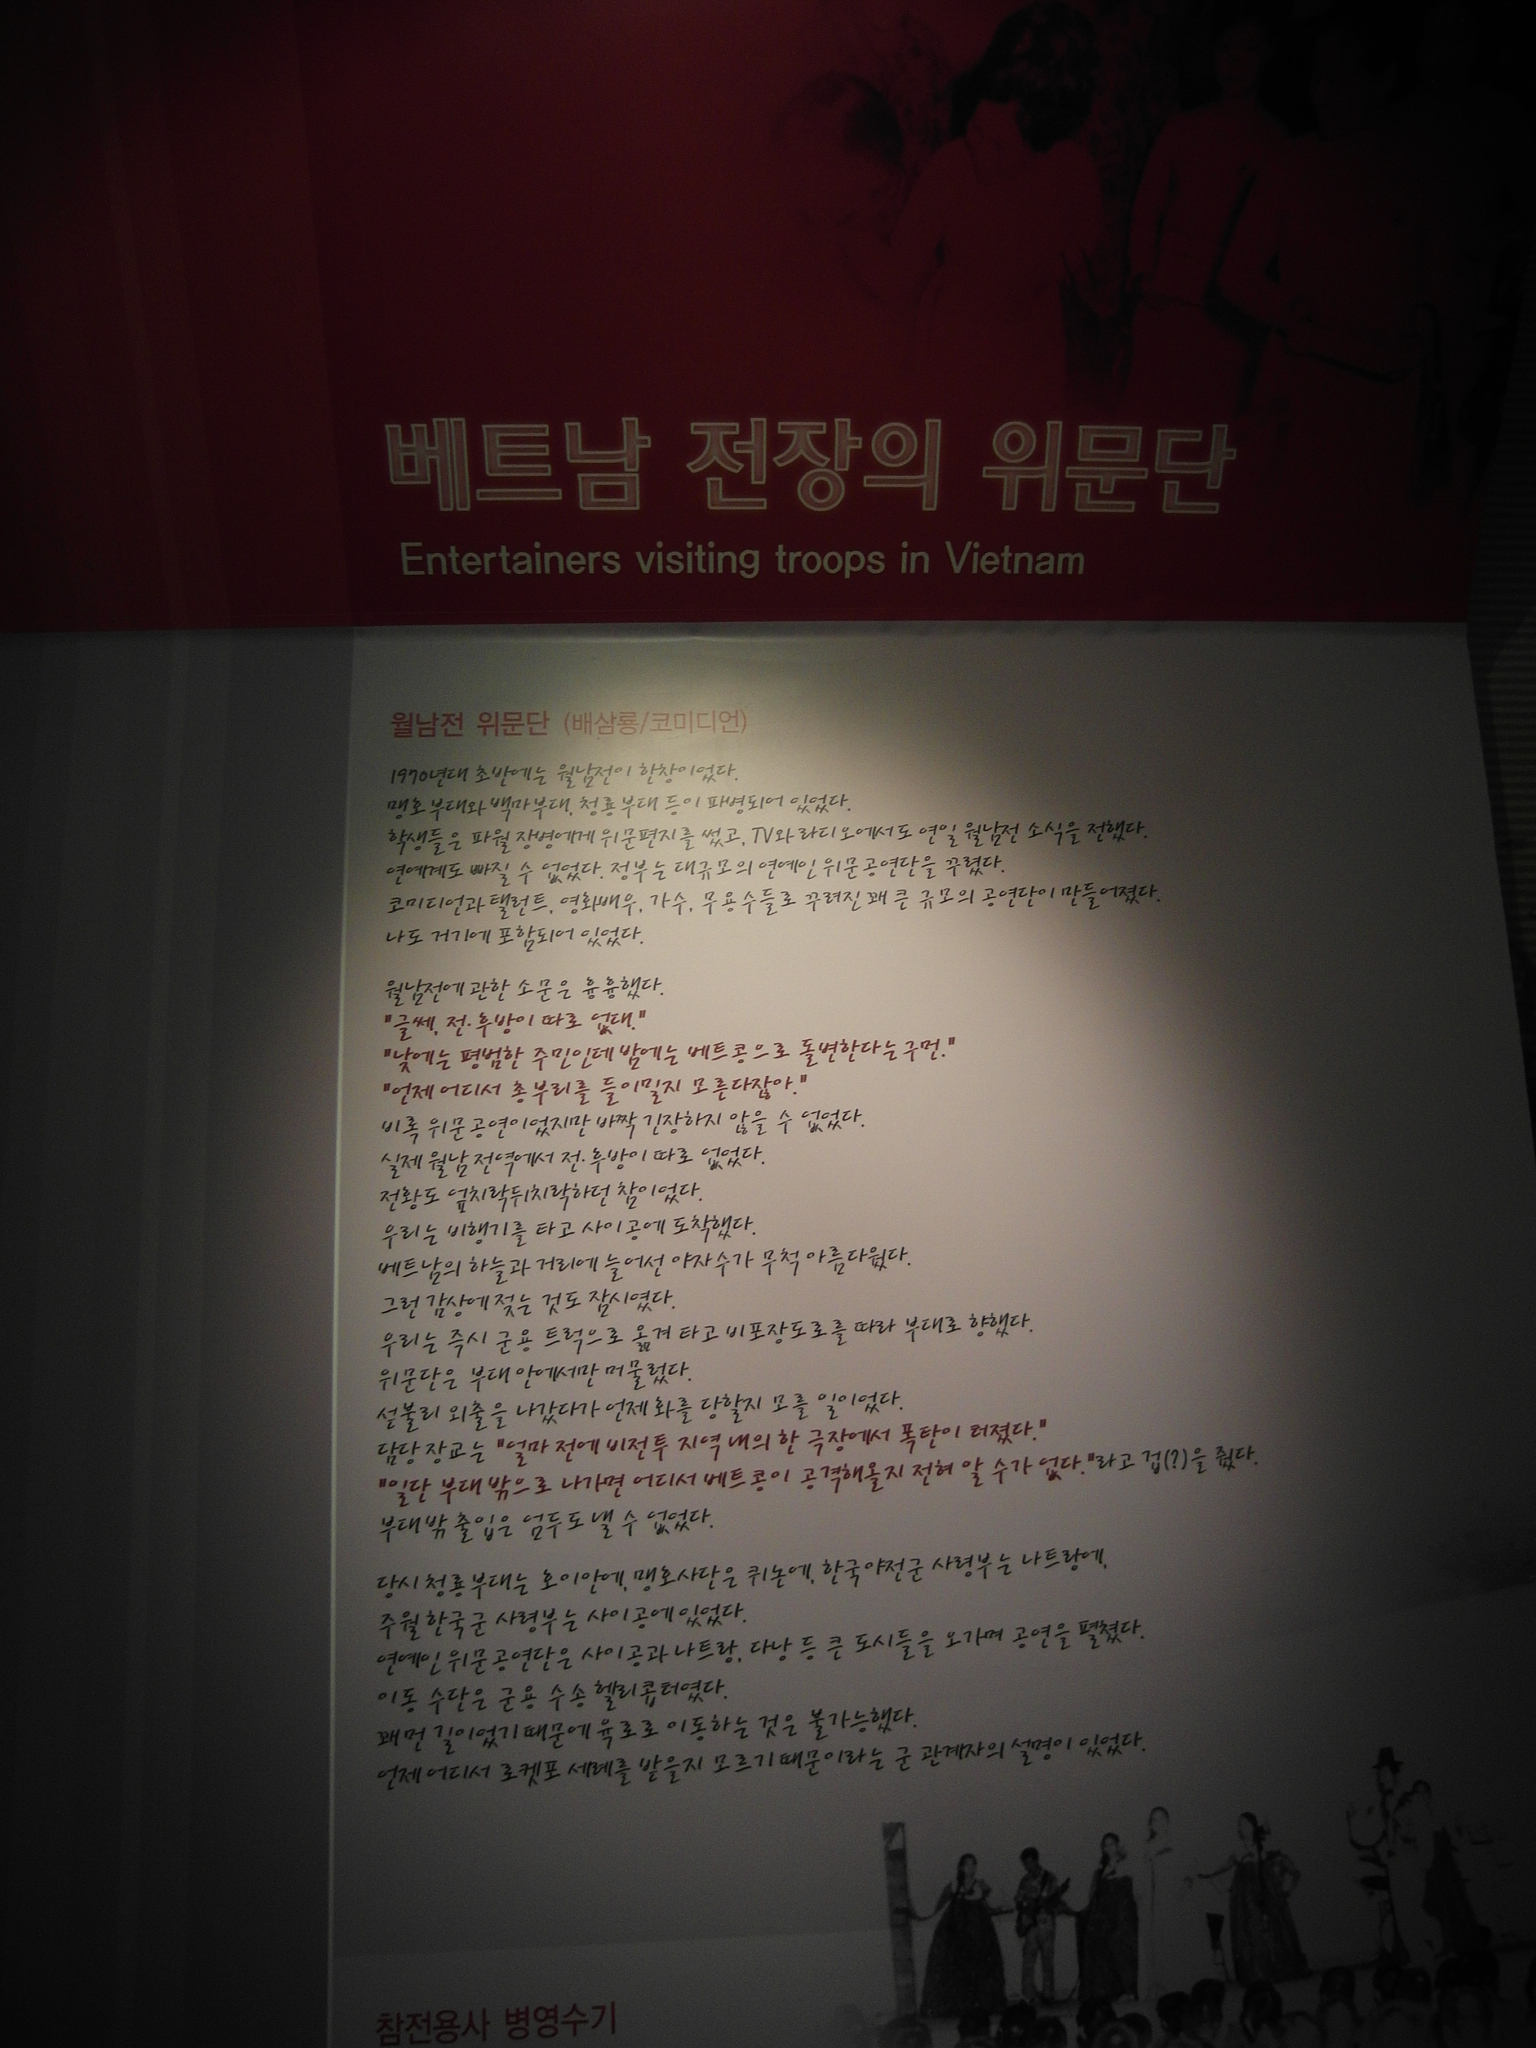 베트남 전장의 위문단
Entertainers visiting troops in Vietnam
월남전 위문단 (배삼룡/코미디언)
1970년대 초반에는 월남전이 한창이었다.
맹호부대와 백마부대, 청룡부대 등이 파병되어 있었다.
학생들은 파월 장병에게 위문편지를 썼고, TV와 라디오에서도 연일 월남전 소식을 전했다.
연예계도 빠질 수 없었다. 정부는 대규모의 연예인 위문공연단을 꾸렸다.
코미디언과 탤런트, 영화배우, 가수, 무용수들로 꾸려진 꽤 큰 규모의 공연단이 만들어졌다.
나도 거기에 포함되어 있었다.
월남전에 관한 소문은 흉흉했다.
"글쎄, 전·후방이 따로 없대."
"낮에는 평범한 주민인데 밤에는 베트콩으로 돌변한다는구먼."
"언제 어디서 총부리를 들이밀지 모른다잖아."
비록 위문공연이었지만 바짝 긴장하지 않을 수 없었다.
실제 월남 전역에서 전·후방이 따로 없었다.
전황도 엎치락뒤치락하던 참이었다.
우리는 비행기를 타고 사이공에 도착했다.
베트남의 하늘과 거리에 늘어선 야자수가 무척 아름다웠다.
그런 감상에 젖는 것도 잠시였다.
우리는 즉시 군용 트럭으로 옮겨 타고 비포장도로를 따라 부대로 향했다.
위문단은 부대 안에서만 머물렀다.
섣불리 외출을 나갔다가 언제 화를 당할지 모를 일이었다.
담당 장교는 "얼마 전에 비전투 지역 내의 한 극장에서 폭탄이 터졌다."
"일단 부대 밖으로 나가면 어디서 베트콩이 공격해올지 전혀 알 수가 없다."라고 겁(?)을 줬다.
부대 밖 출입은 엄두도 낼 수 없었다.
당시 청룡부대는 호이안에, 맹호사단은 퀴논에, 한국야전군 사령부는 나트랑에,
주월한국군 사령부는 사이공에 있었다.
연예인 위문공연단은 사이공과 나트랑, 다낭 등 큰 도시들을 오가며 공연을 펼쳤다.
이동 수단은 군용 수송 헬리콥터였다.
꽤 먼 길이었기 때문에 육로로 이동하는 것은 불가능했다.
언제 어디서 로켓포 세례를 받을지 모르기 때문이라는 군 관계자의 설명이 있었다.
참전용사 병영수기